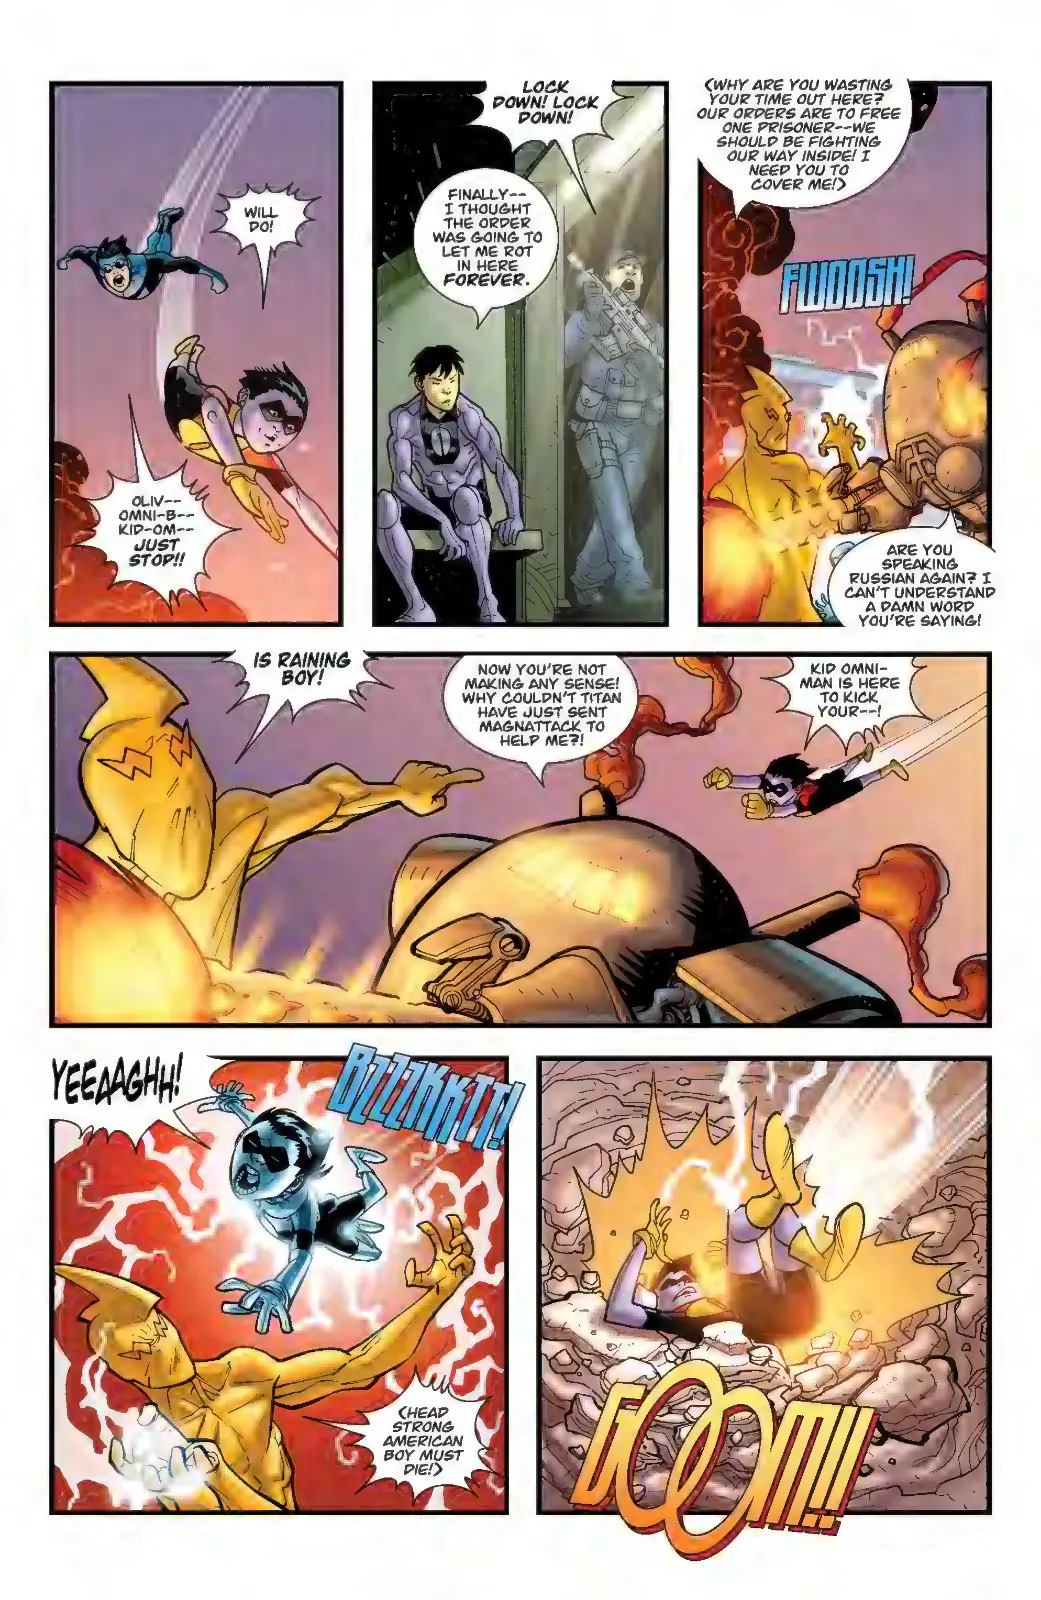 WILL
DO!
OLIV--
OMNI-B--
KID-OM--
JUST
STOP!!
LOCK
DOWN! LOCK
DOWN!
FINALLY--
I THOUGHT
THE ORDER
WAS GOING TO
LET ME ROT
IN HERE
FOREVER.
(WHY ARE YOU WASTING
YOUR TIME OUT HERE?
OUR ORDERS ARE TO FREE
ONE PRISONER--WE
SHOULD BE FIGHTING
OUR WAY INSIDE! I
NEED YOU TO
COVER ME!)
FWOOSH!
ARE YOU
SPEAKING
RUSSIAN AGAIN? I
CAN'T UNDERSTAND
A DAMN WORD
YOU'RE SAYING!
IS RAINING
BOY!
NOW YOU'RE NOT
MAKING ANY SENSE!
WHY COULDN'T TITAN
HAVE JUST SENT
MAGNATTACK TO
HELP ME?!
KID OMNI-
MAN IS HERE
TO KICK
YOUR--!
YEEAAGHH!
BZZZKKTT!
(HEAD
STRONG
AMERICAN
BOY MUST
DIE!)
BOOM!!